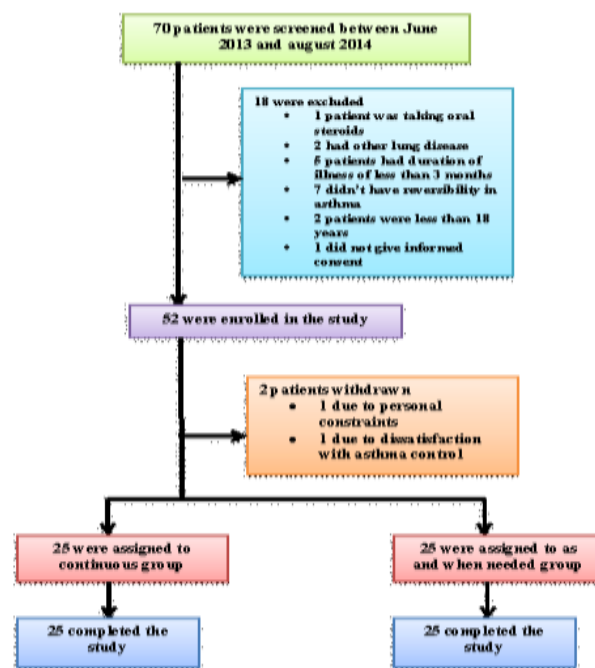 70 patients were screened between June
2013 and august 2014
18 were excluded
• 1 patient was taking oral
steroids
• 2 had other lung disease
• 5 patients had duration of
illness of less than 3 months
• 7 didn't have reversibility in
asthma
• 2 patients were less than 18
years
• 1 did not give informed
consent
52 were enrolled in the study
2 patients withdrawn
• 1 due to personal
constraints
• 1 due to dissatisfaction
with asthma control
25 were assigned to
continuous group
25 were assigned to as
and when needed group
25 completed the
study
25 completed the
study